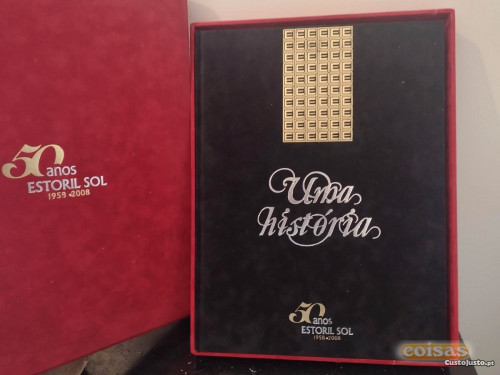 50 anos
ESTORIL SOL
1958•2008
Uma
história
50 anos
ESTORIL SOL
1958•2008
coisas
CustoJusto.pt